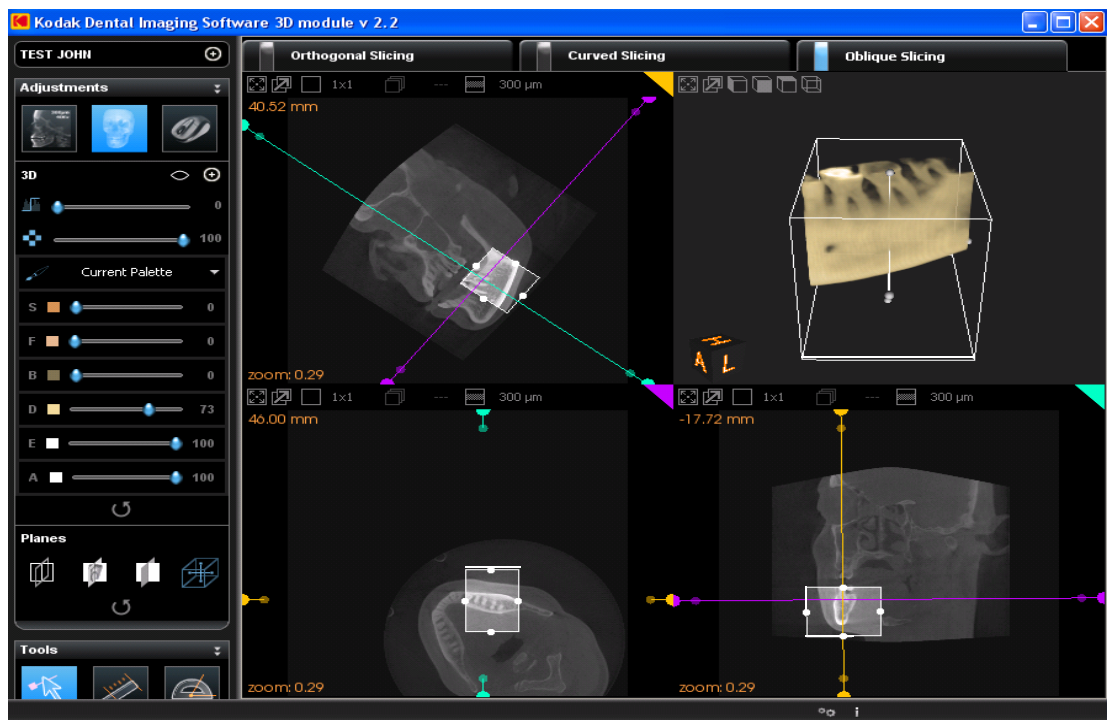 Kodak Dental Imaging Software 3D module v 2.2
TEST JOHN
Orthogonal Slicing
Curved Slicing
Oblique Slicing
Adjustments
1x1
---
300 µm
40.52 mm
3D
0
100
Current Palette
S 0
F 0
B 0
D 73
E 100
A 100
Planes
Tools
zoom: 0.29
A H L
1x1
---
300 µm
46.00 mm
zoom: 0.29
1x1
---
300 µm
-17.72 mm
zoom: 0.29
i